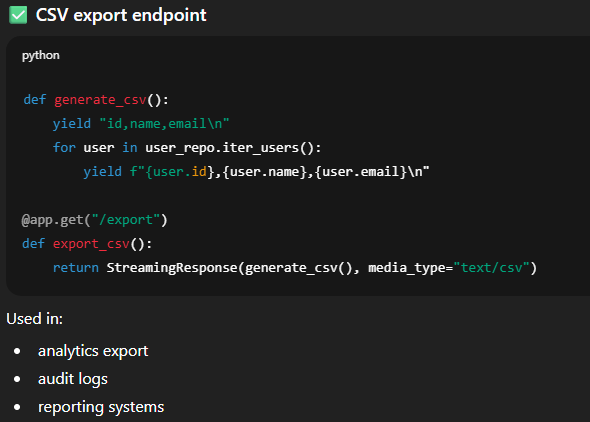 ✅ CSV export endpoint
python
def generate_csv():
    yield "id,name,email\n"
    for user in user_repo.iter_users():
        yield f"{user.id},{user.name},{user.email}\n"
@app.get("/export")
def export_csv():
    return StreamingResponse(generate_csv(), media_type="text/csv")
Used in:
• analytics export
• audit logs
• reporting systems